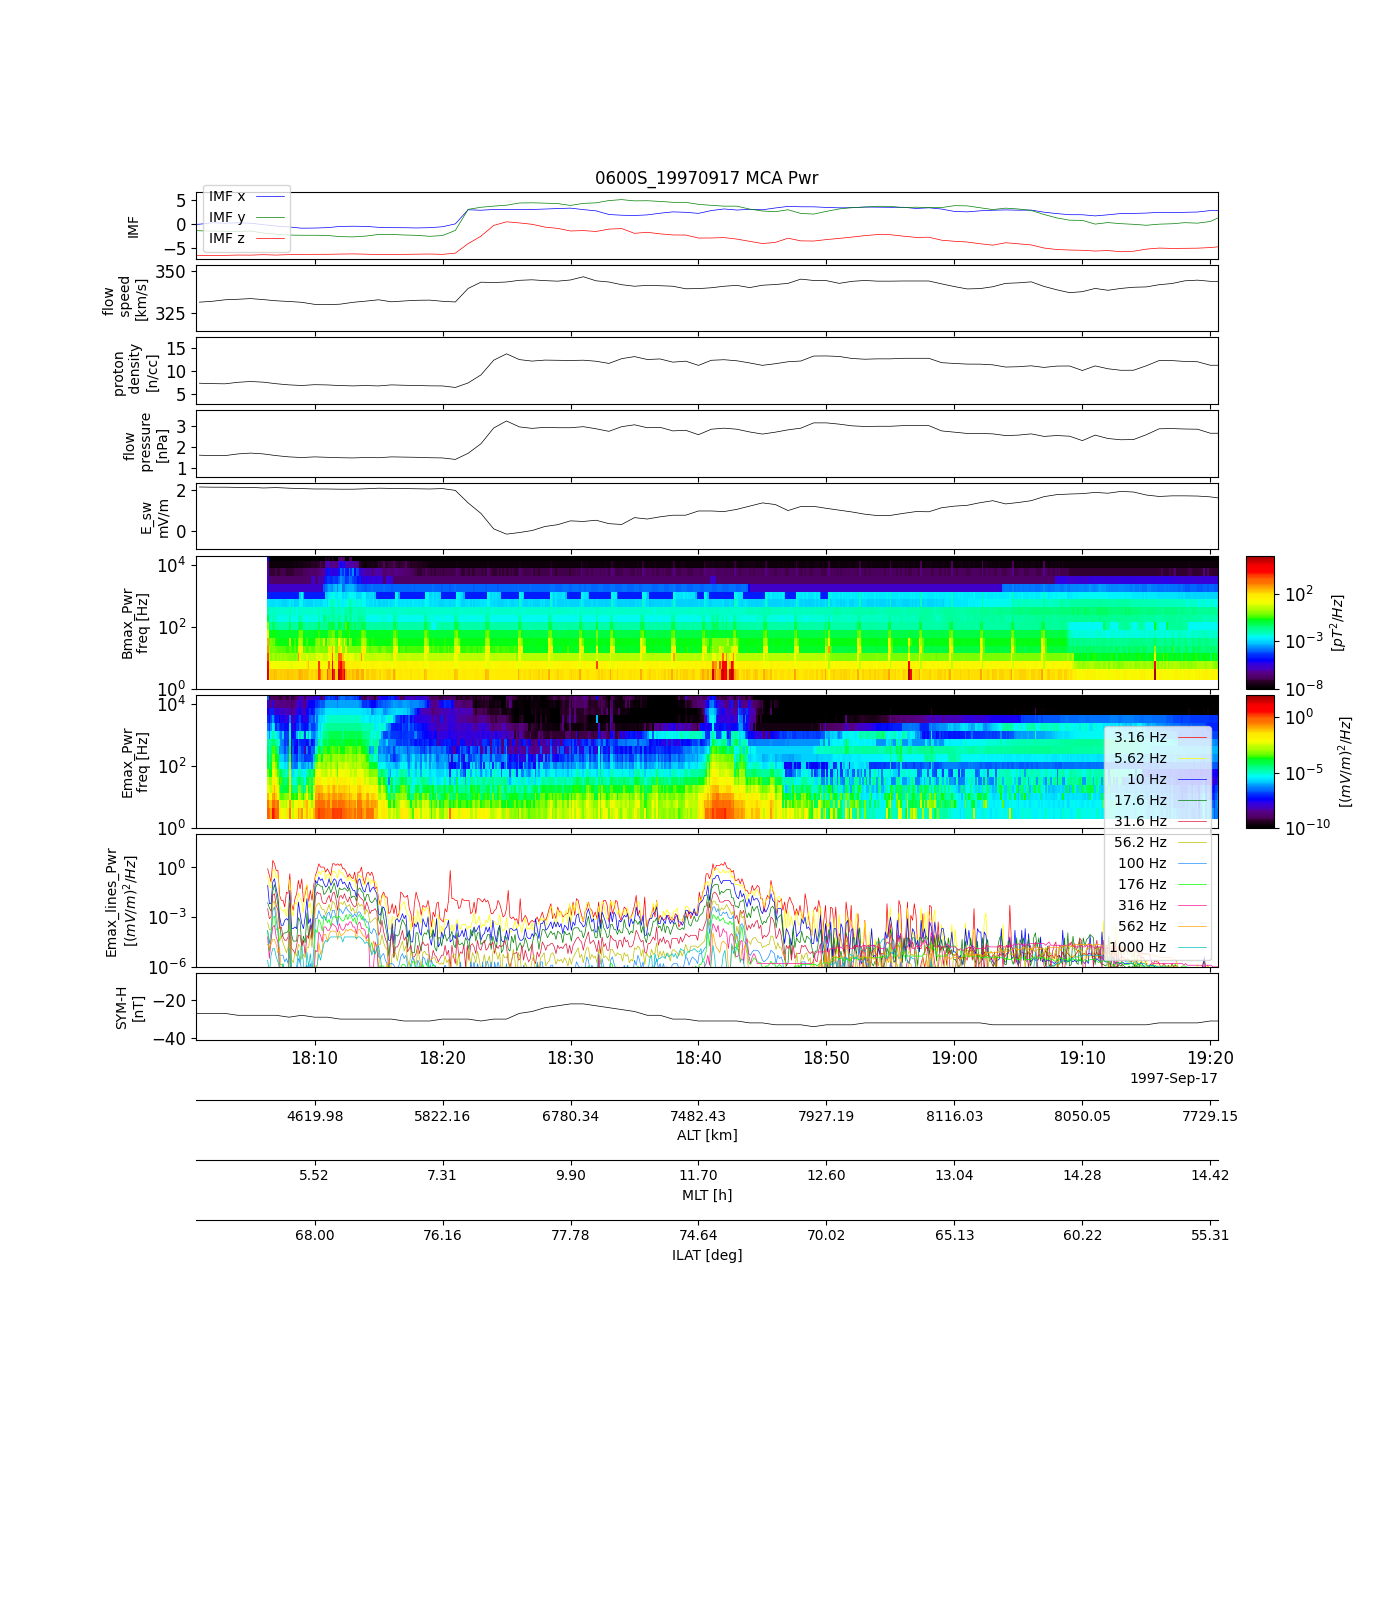 0600S_19970917 MCA Pwr
IMF
5
0
−5
IMF x
IMF y
IMF z
flow
speed
[km/s]
350
325
proton
density
[n/cc]
15
10
5
flow
pressure
[nPa]
3
2
1
E_sw
mV/m
2
0
Bmax_Pwr
freq [Hz]
10^4
10^2
10^0
10^2
10^−3
10^−8
[pT^2/Hz]
Emax_Pwr
freq [Hz]
10^4
10^2
10^0
10^0
10^−5
10^−10
[(mV/m)^2/Hz]
3.16 Hz
5.62 Hz
10 Hz
17.6 Hz
31.6 Hz
56.2 Hz
100 Hz
176 Hz
316 Hz
562 Hz
1000 Hz
Emax_lines_Pwr
[(mV/m)^2/Hz]
10^0
10^−3
10^−6
SYM-H
[nT]
−20
−40
18:10 18:20 18:30 18:40 18:50 19:00 19:10 19:20
1997-Sep-17
4619.98 5822.16 6780.34 7482.43 7927.19 8116.03 8050.05 7729.15
ALT [km]
5.52 7.31 9.90 11.70 12.60 13.04 14.28 14.42
MLT [h]
68.00 76.16 77.78 74.64 70.02 65.13 60.22 55.31
ILAT [deg]